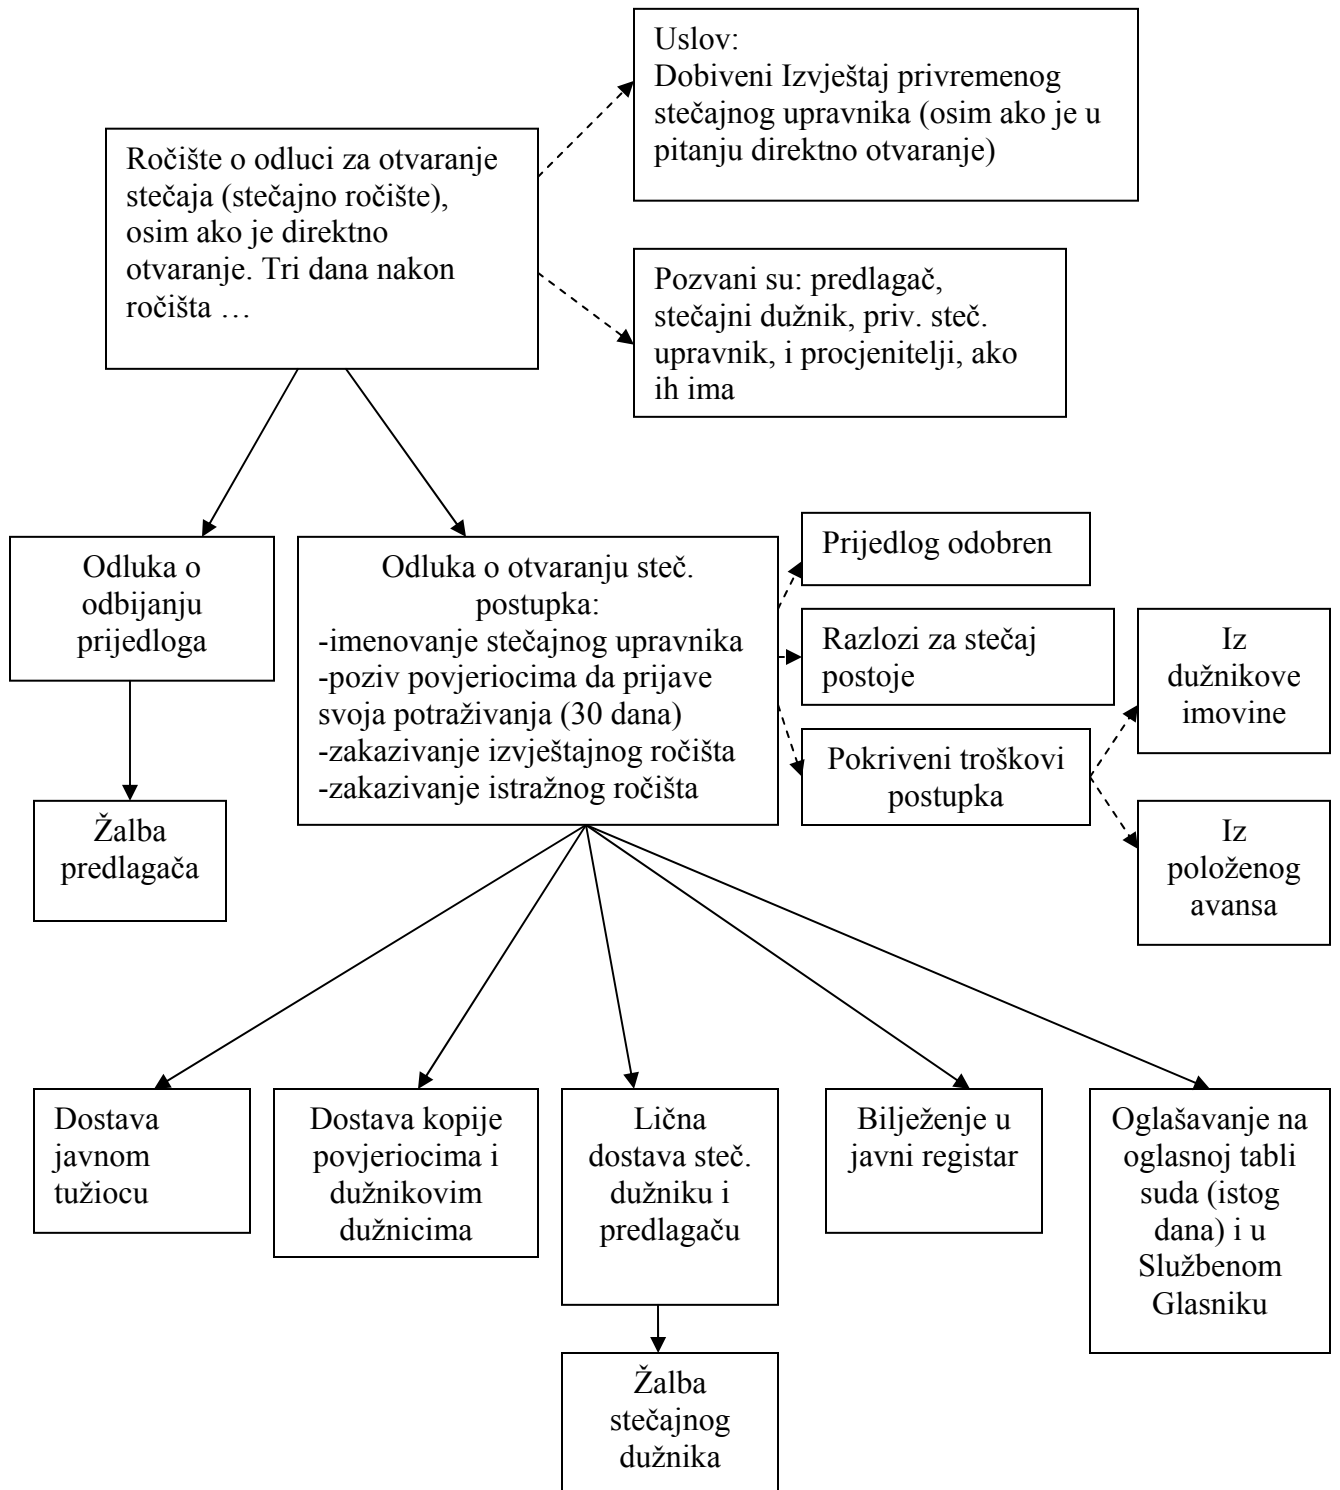 Uslov:
Dobiveni Izvještaj privremenog
stečajnog upravnika (osim ako je u
pitanju direktno otvaranje)
Ročište o odluci za otvaranje
stečaja (stečajno ročište),
osim ako je direktno
otvaranje. Tri dana nakon
ročišta …
Pozvani su: predlagač,
stečajni dužnik, priv. steč.
upravnik, i procjenitelji, ako
ih ima
Odluka o
odbijanju
prijedloga
Odluka o otvaranju steč.
postupka:
-imenovanje stečajnog upravnika
-poziv povjeriocima da prijave
svoja potraživanja (30 dana)
-zakazivanje izvještajnog ročišta
-zakazivanje istražnog ročišta
Prijedlog odobren
Razlozi za stečaj
postoje
Pokriveni troškovi
postupka
Iz
dužnikove
imovine
Iz
položenog
avansa
Žalba
predlagača
Dostava
javnom
tužiocu
Dostava kopije
povjeriocima i
dužnikovim
dužnicima
Lična
dostava steč.
dužniku i
predlagaču
Bilježenje u
javni registar
Oglašavanje na
oglasnoj tabli
suda (istog
dana) i u
Službenom
Glasniku
Žalba
stečajnog
dužnika